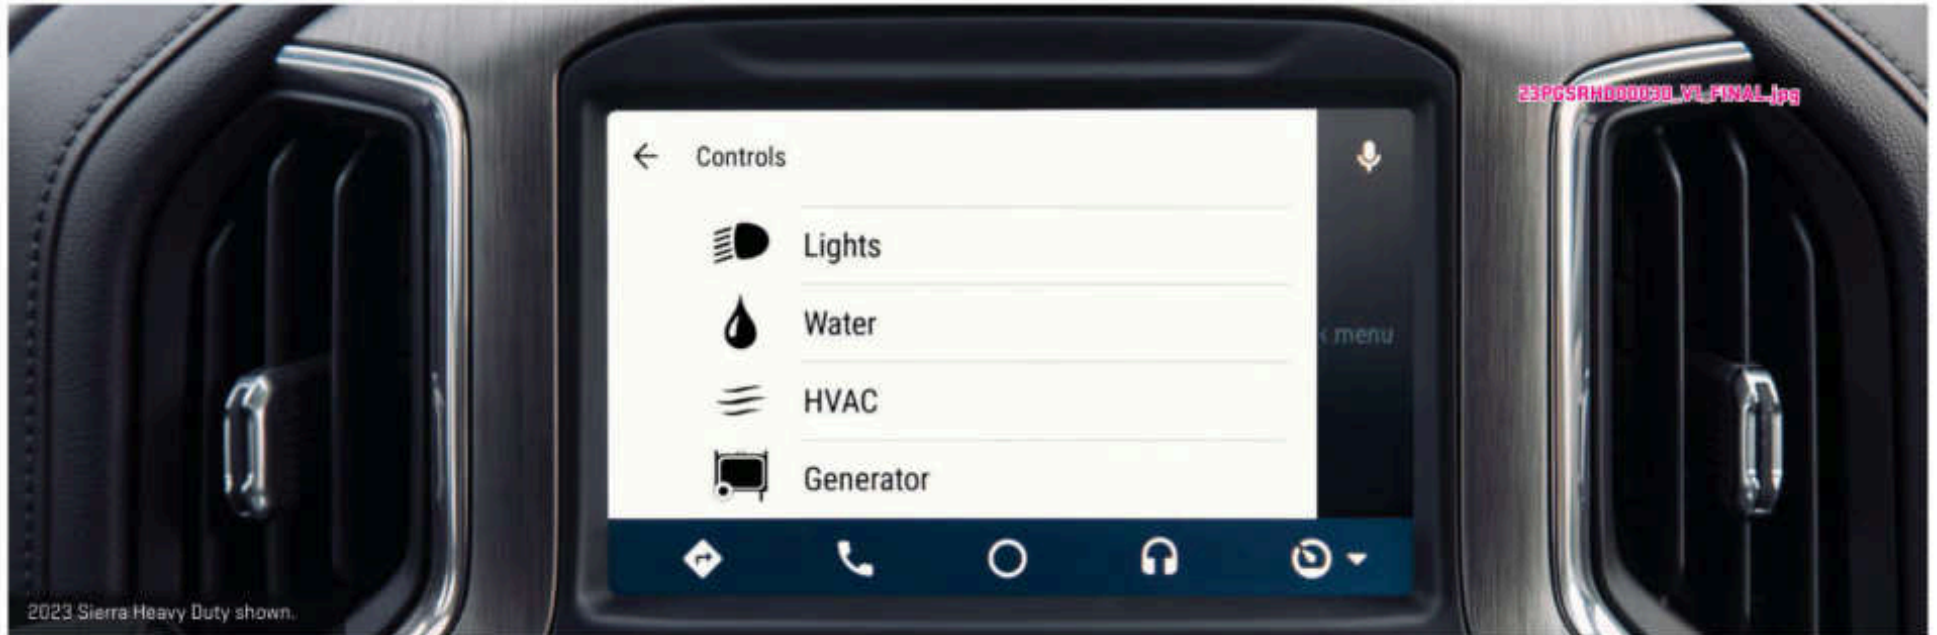 23PGSRHD00030_V1_FINAL.jpg
Controls
Lights
Water
menu
HVAC
Generator
2023 Sierra Heavy Duty shown.